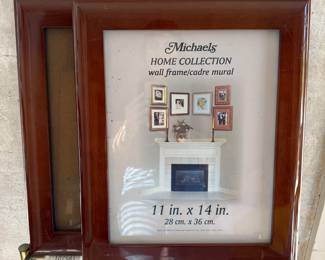 Michaels
HOME COLLECTION
wall frame/cadre mural
11 in. x 14 in.
28 cm. x 36 cm.